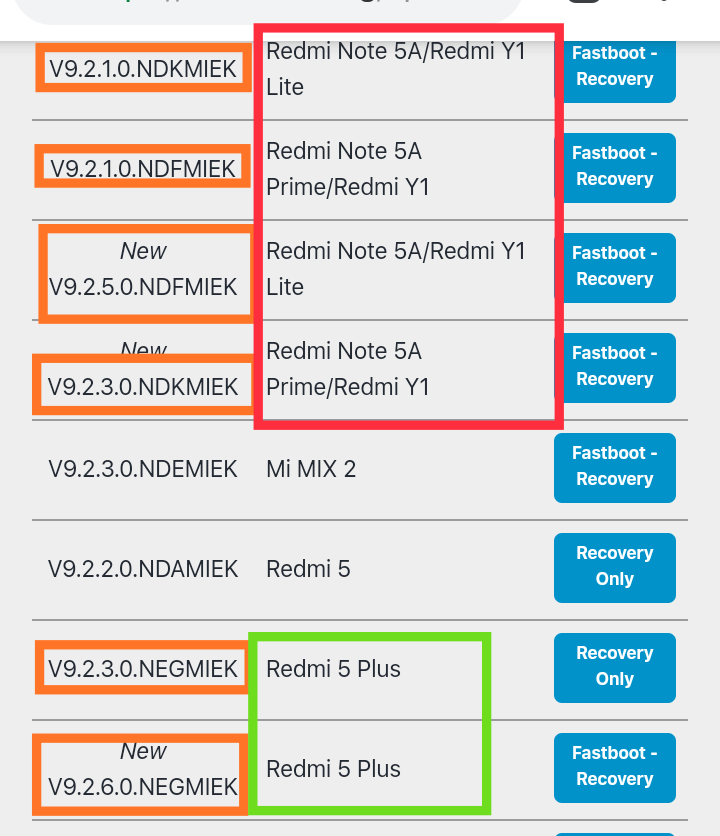 V9.2.1.0.NDKMIEK
Redmi Note 5A/Redmi Y1
Lite
Fastboot -
Recovery
V9.2.1.0.NDFMIEK
Redmi Note 5A
Prime/Redmi Y1
Fastboot -
Recovery
New
V9.2.5.0.NDFMIEK
Redmi Note 5A/Redmi Y1
Lite
Fastboot -
Recovery
New
V9.2.3.0.NDKMIEK
Redmi Note 5A
Prime/Redmi Y1
Fastboot -
Recovery
V9.2.3.0.NDEMIEK
Mi MIX 2
Fastboot -
Recovery
V9.2.2.0.NDAMIEK
Redmi 5
Recovery
Only
V9.2.3.0.NEGMIEK
Redmi 5 Plus
Recovery
Only
New
V9.2.6.0.NEGMIEK
Redmi 5 Plus
Fastboot -
Recovery